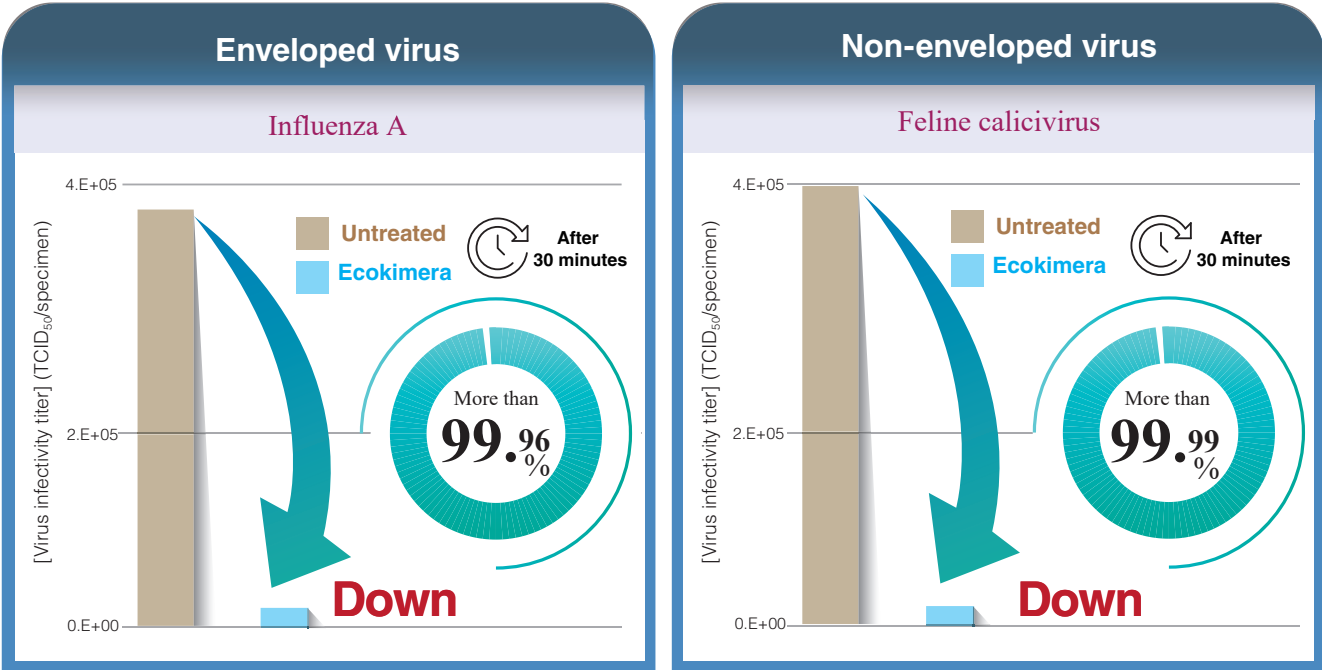 Enveloped virus
Influenza A
4.E+05
2.E+05
0.E+00
[Virus infectivity titer] (TCID₅₀/specimen)
Untreated
Ecokimera
After
30 minutes
More than
99.96
%
Down
Non-enveloped virus
Feline calicivirus
4.E+05
2.E+05
0.E+00
[Virus infectivity titer] (TCID₅₀/specimen)
Untreated
Ecokimera
After
30 minutes
More than
99.99
%
Down